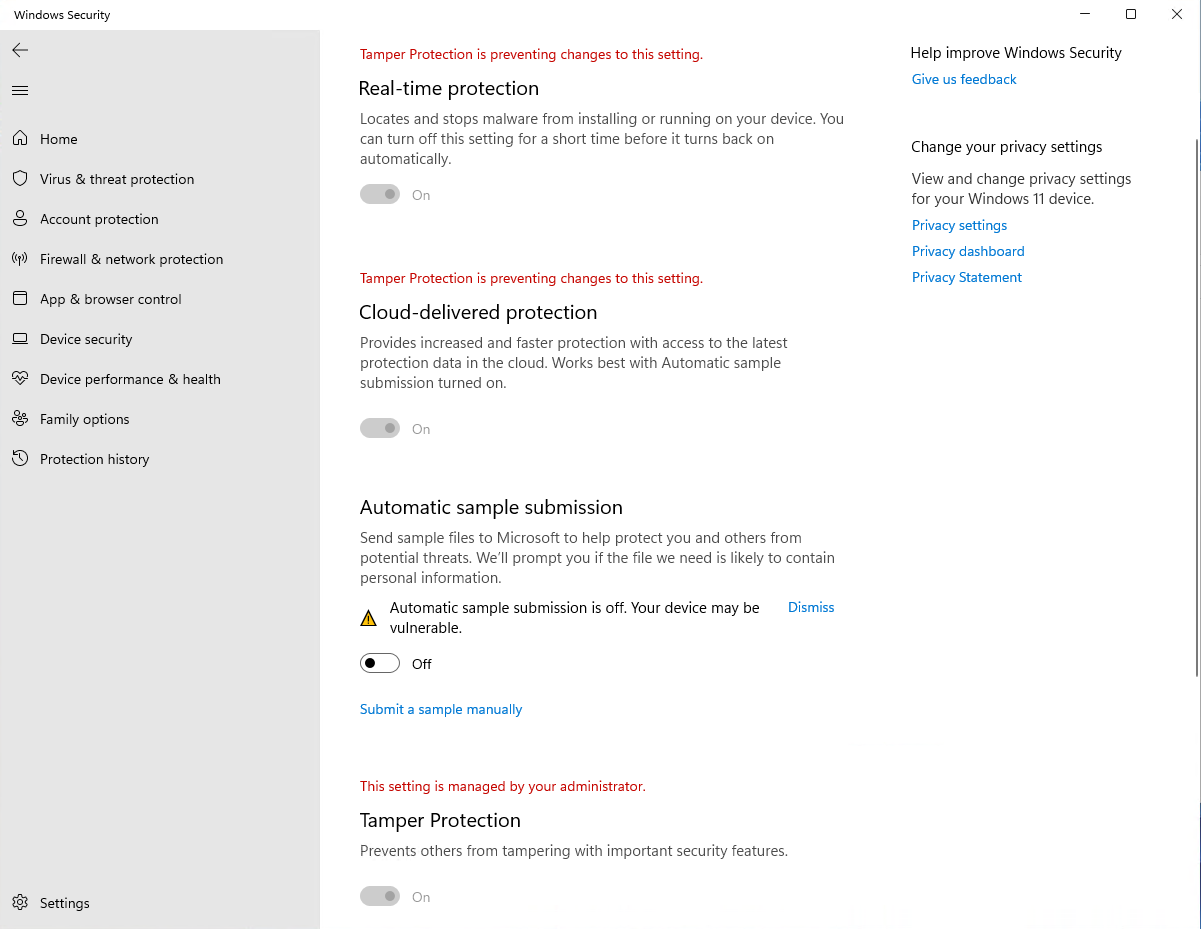 Windows Security
Home
Virus & threat protection
Account protection
Firewall & network protection
App & browser control
Device security
Device performance & health
Family options
Protection history
Settings
Tamper Protection is preventing changes to this setting.
Real-time protection
Locates and stops malware from installing or running on your device. You
can turn off this setting for a short time before it turns back on
automatically.
On
Tamper Protection is preventing changes to this setting.
Cloud-delivered protection
Provides increased and faster protection with access to the latest
protection data in the cloud. Works best with Automatic sample
submission turned on.
On
Automatic sample submission
Send sample files to Microsoft to help protect you and others from
potential threats. We’ll prompt you if the file we need is likely to contain
personal information.
Automatic sample submission is off. Your device may be
vulnerable.
Dismiss
Off
Submit a sample manually
This setting is managed by your administrator.
Tamper Protection
Prevents others from tampering with important security features.
On
Help improve Windows Security
Give us feedback
Change your privacy settings
View and change privacy settings
for your Windows 11 device.
Privacy settings
Privacy dashboard
Privacy Statement